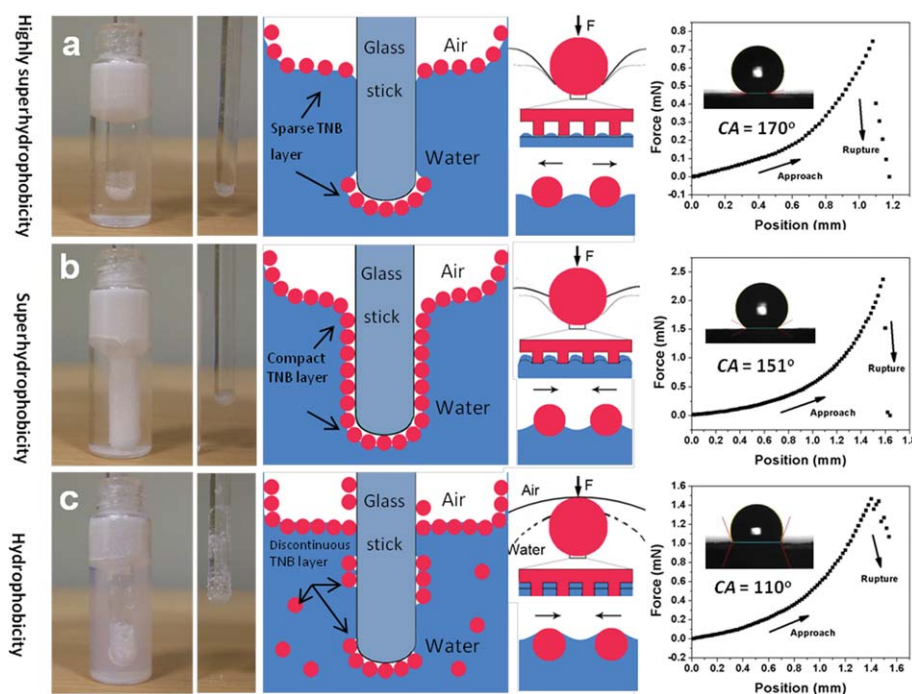 Highly superhydrophobicity
a
Glass
stick
Air
Sparse TNB
layer
Water
F
Force (mN)
0.8
0.7
0.6
0.5
0.4
0.3
0.2
0.1
0.0
-0.1
CA = 170°
Approach
Rupture
0.0 0.2 0.4 0.6 0.8 1.0 1.2
Position (mm)
Superhydrophobicity
b
Glass
stick
Air
Compact
TNB layer
Water
F
Force (mN)
2.5
2.0
1.5
1.0
0.5
0.0
CA = 151°
Approach
Rupture
0.0 0.2 0.4 0.6 0.8 1.0 1.2 1.4 1.6 1.8
Position (mm)
Hydrophobicity
c
Glass
stick
Air
Discontinuous
TNB layer
Water
Air
F
Water
Force (mN)
1.6
1.4
1.2
1.0
0.8
0.6
0.4
0.2
0.0
CA = 110°
Approach
Rupture
0.0 0.2 0.4 0.6 0.8 1.0 1.2 1.4 1.6
Position (mm)